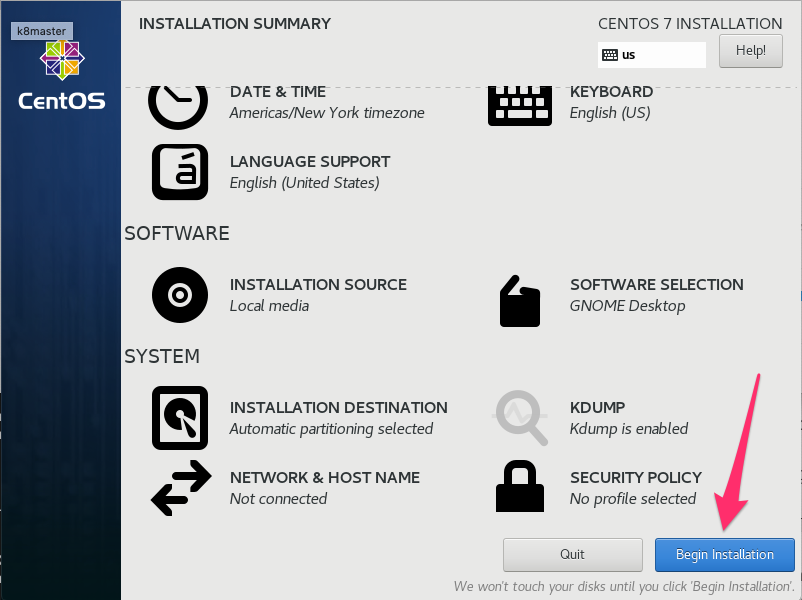 k8master
CentOS
INSTALLATION SUMMARY
CENTOS 7 INSTALLATION
us
Help!
DATE & TIME
Americas/New York timezone
KEYBOARD
English (US)
á
LANGUAGE SUPPORT
English (United States)
SOFTWARE
INSTALLATION SOURCE
Local media
SOFTWARE SELECTION
GNOME Desktop
SYSTEM
INSTALLATION DESTINATION
Automatic partitioning selected
KDUMP
Kdump is enabled
NETWORK & HOST NAME
Not connected
SECURITY POLICY
No profile selected
Quit
Begin Installation
We won't touch your disks until you click 'Begin Installation'.